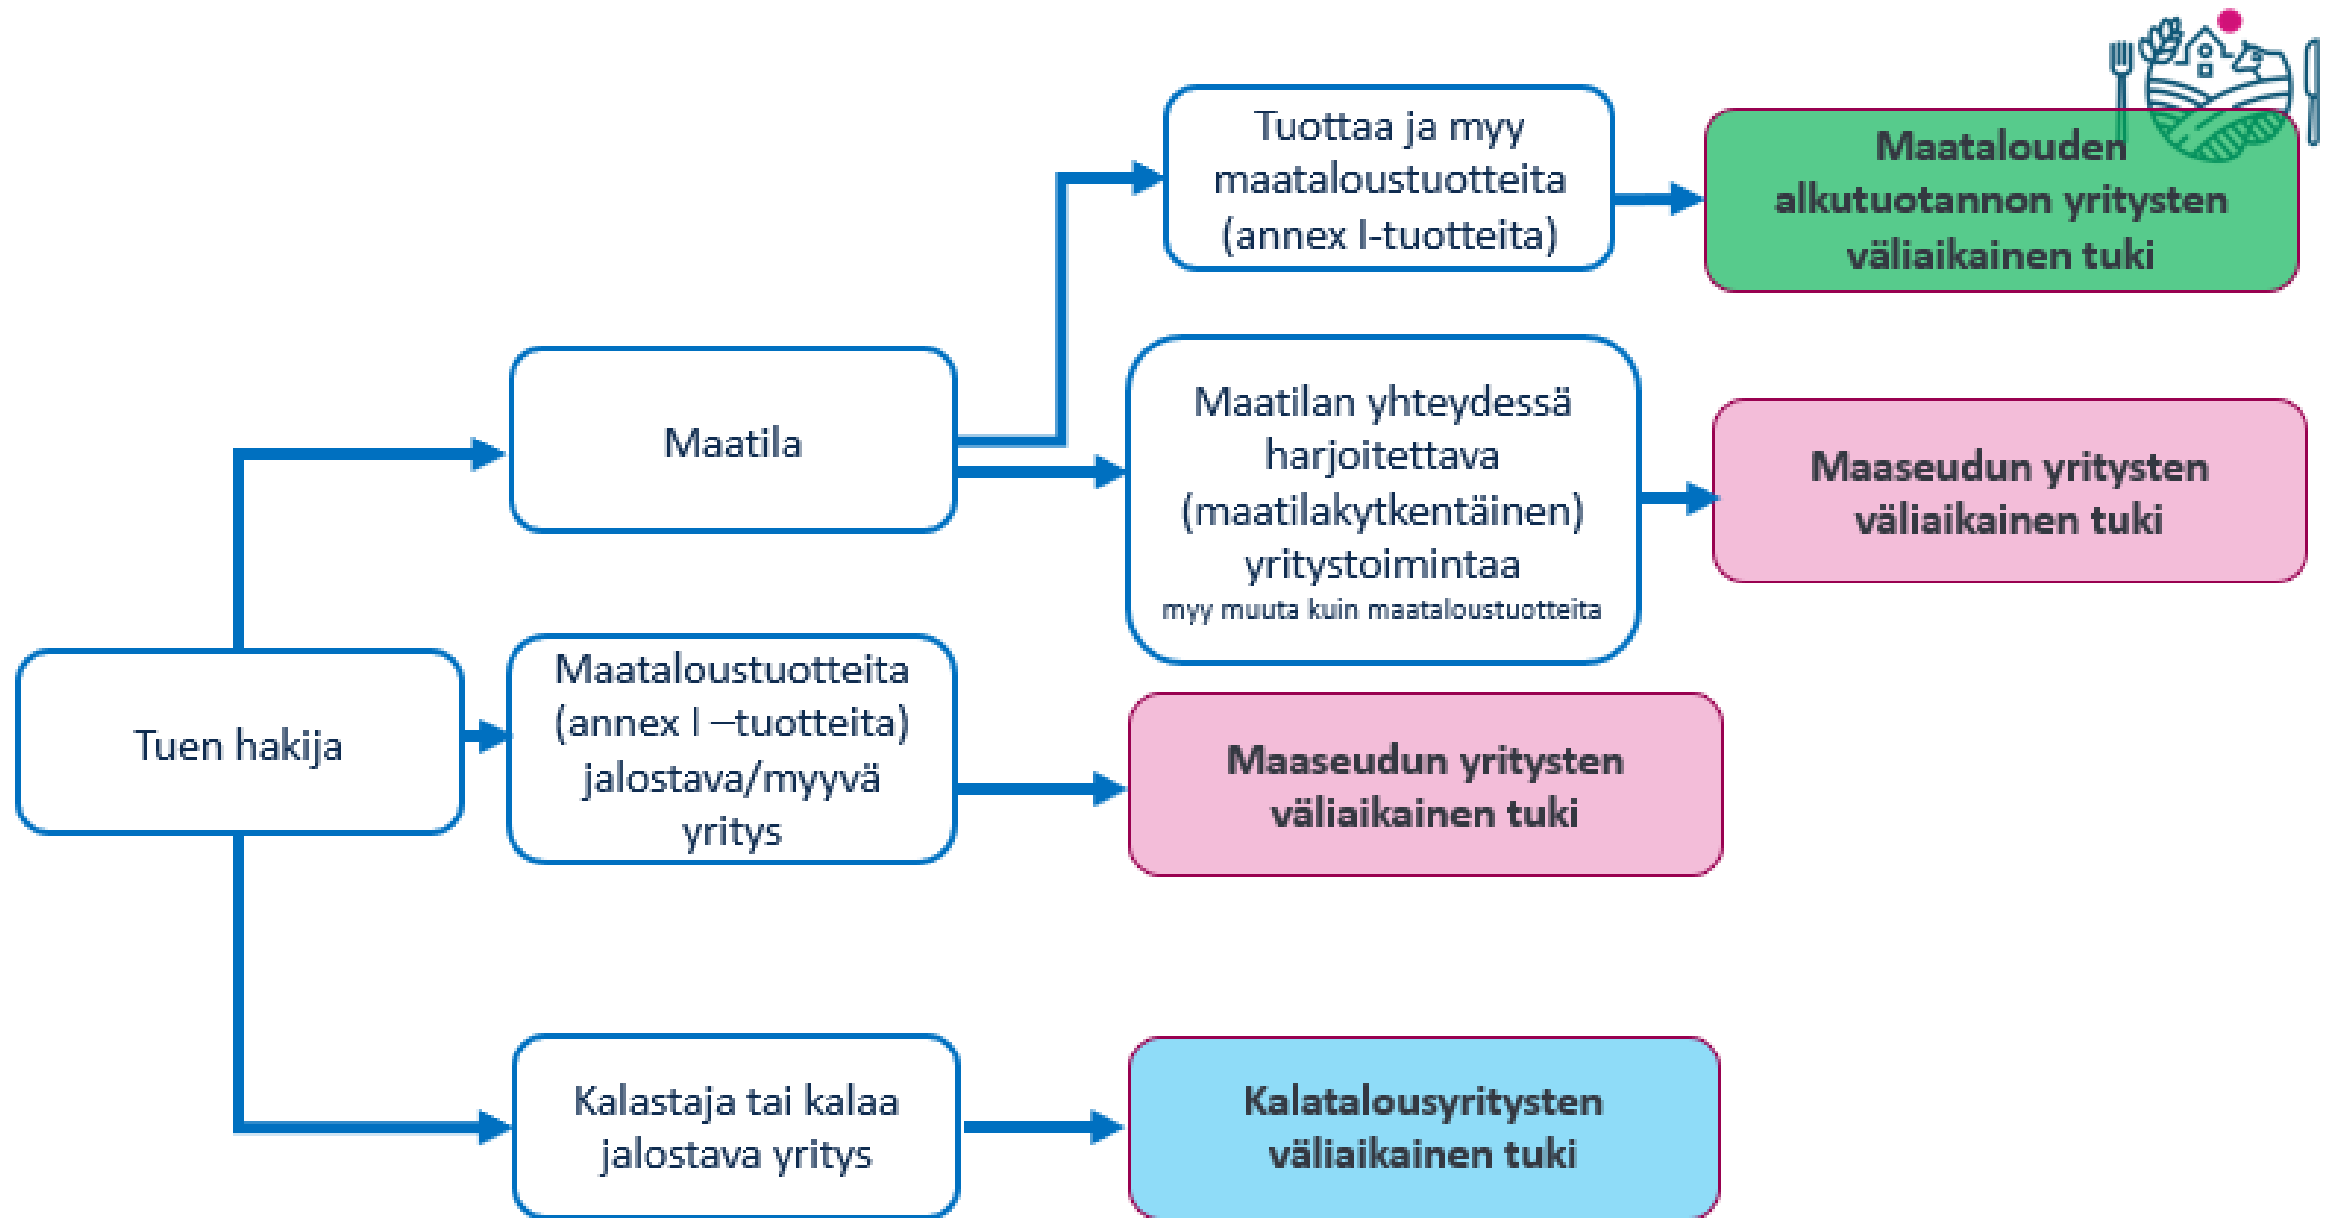 Tuottaa ja myy
maataloustuotteita
(annex I-tuotteita)
Maatalouden
alkutuotannon yritysten
väliaikainen tuki
Maatila
Maatilan yhteydessä
harjoitettava
(maatilakytkentäinen)
yritystoimintaa
myy muuta kuin maataloustuotteita
Maaseudun yritysten
väliaikainen tuki
Tuen hakija
Maataloustuotteita
(annex I –tuotteita)
jalostava/myyvä
yritys
Maaseudun yritysten
väliaikainen tuki
Kalastaja tai kalaa
jalostava yritys
Kalatalousyritysten
väliaikainen tuki